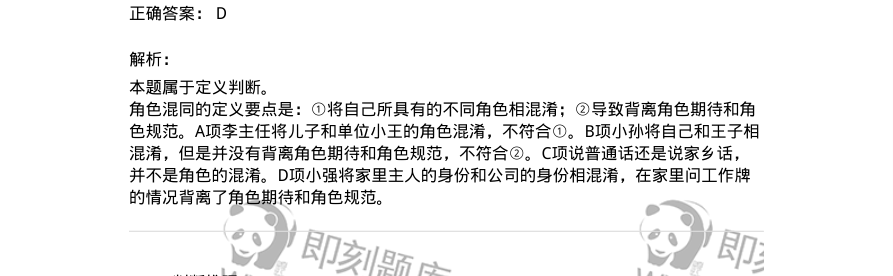 正确答案： D
解析：
本题属于定义判断。
角色混同的定义要点是：①将自己所具有的不同角色相混淆；②导致背离角色期待和角
色规范。A项李主任将儿子和单位小王的角色混淆，不符合①。B项小孙将自己和王子相
混淆，但是并没有背离角色期待和角色规范，不符合②。C项说普通话还是说家乡话，
并不是角色的混淆。D项小强将家里主人的身份和公司的身份相混淆，在家里问工作牌
的情况背离了角色期待和角色规范。
即刻题库
即刻